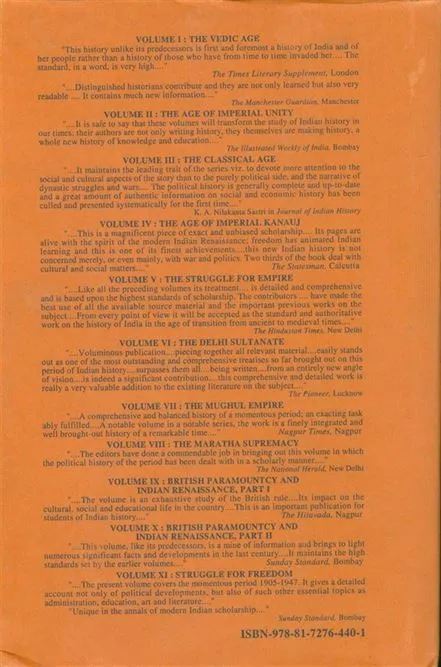 VOLUME I : THE VEDIC AGE
"This history unlike its predecessors is first and foremost a history of India and of
her people rather than a history of those who have from time to time invaded her.... The
standard, in a word, is very high...."
The Times Literary Supplement, London
"....Distinguished historians contribute and they are not only learned but also very
readable .... It contains much new information...."
The Manchester Guardian, Manchester
VOLUME II : THE AGE OF IMPERIAL UNITY
"....It is safe to say that these volumes will transform the study of Indian history in
our times; their authors are not only writing history, they themselves are making history, a
whole new history of knowledge and education...."
The Illustrated Weekly of India, Bombay
VOLUME III : THE CLASSICAL AGE
"....It maintains the leading trait of the series viz. to devote more attention to the
social and cultural aspects of the story than to the purely political side, and the narrative of
dynastic struggles and wars.... The political history is generally complete and up-to-date
and a great amount of authentic information on social and economic history has been
culled and presented systematically for the first time...."
K. A. Nilakanta Sastri in Journal of Indian History
VOLUME IV : THE AGE OF IMPERIAL KANAUJ
"....This is a magnificent piece of exact and unbiased scholarship.... Its pages are
alive with the spirit of the modern Indian Renaissance; freedom has animated Indian
learning and this is one of its finest achievements....this new Indian history is not
concerned merely, or even mainly, with war and politics. Two thirds of the book deal with
cultural and social matters...."
The Statesman, Calcutta
VOLUME V : THE STRUGGLE FOR EMPIRE
"....Like all the preceding volumes its treatment.... is detailed and comprehensive
and is based upon the highest standards of scholarship. The contributors .... have made the
best use of all the available source material and the important previous works on the
subject....From every point of view it will be accepted as the standard and authoritative
work on the history of India in the age of transition from ancient to medieval times...."
The Hindustan Times, New Delhi
VOLUME VI : THE DELHI SULTANATE
"....Voluminous publication....piecing together all relevant material....easily stands
out as one of the most outstanding and comprehensive treatises so far brought out on this
period of Indian history....surpasses them all....being written....from an entirely new angle
of vision....is indeed a significant contribution....this comprehensive and detailed work is
really a very valuable addition to the existing literature on the subject...."
The Pioneer, Lucknow
VOLUME VII : THE MUGHUL EMPIRE
"....A comprehensive and balanced history of a momentous period; an exacting task
ably fulfilled....A notable volume in a notable series, the work is a finely integrated and
well brought-out history of a remarkable time...." Nagpur Times, Nagpur
VOLUME VIII : THE MARATHA SUPREMACY
"....The editors have done a commendable job in bringing out this volume in which
the political history of the period has been dealt with in a scholarly manner...."
The National Herald, New Delhi
VOLUME IX : BRITISH PARAMOUNTCY AND
INDIAN RENAISSANCE, PART I
"....The volume is an exhaustive study of the British rule....Its impact on the
cultural, social and educational life in the country....This is an important publication for
students of Indian history...." The Hitavada, Nagpur
VOLUME X : BRITISH PARAMOUNTCY AND
INDIAN RENAISSANCE, PART II
"....This volume, like its predecessors, is a mine of information and brings to light
numerous significant facts and developments in the last century....It maintains the high
standards set by the earlier volumes...." Sunday Standard, Bombay
VOLUME XI : STRUGGLE FOR FREEDOM
"....The present volume covers the momentous period 1905-1947. It gives a detailed
account not only of political developments, but also of such other essential topics as
administration, education, art and literature...."
"Unique in the annals of modern Indian scholarship...."
Sunday Standard, Bombay
ISBN-978-81-7276-440-1